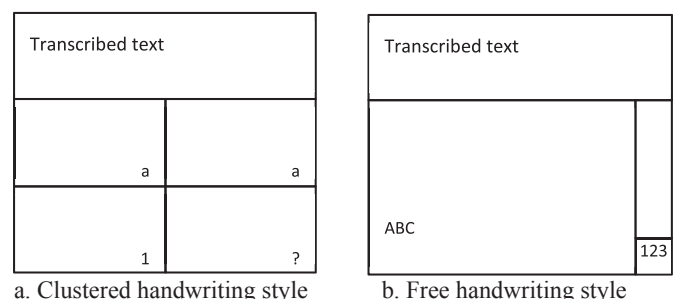 Transcribed text
a a
1 ?
a. Clustered handwriting style
Transcribed text
ABC
123
b. Free handwriting style